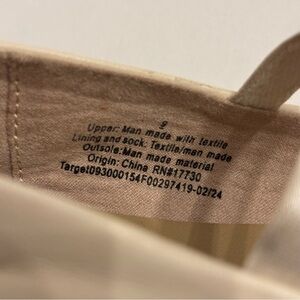 9
Upper: Man made with textile
Lining and sock: Textile/man made
Outsole:Man made material
Origin: China RN#17730
Target093000154F00297419-02/24